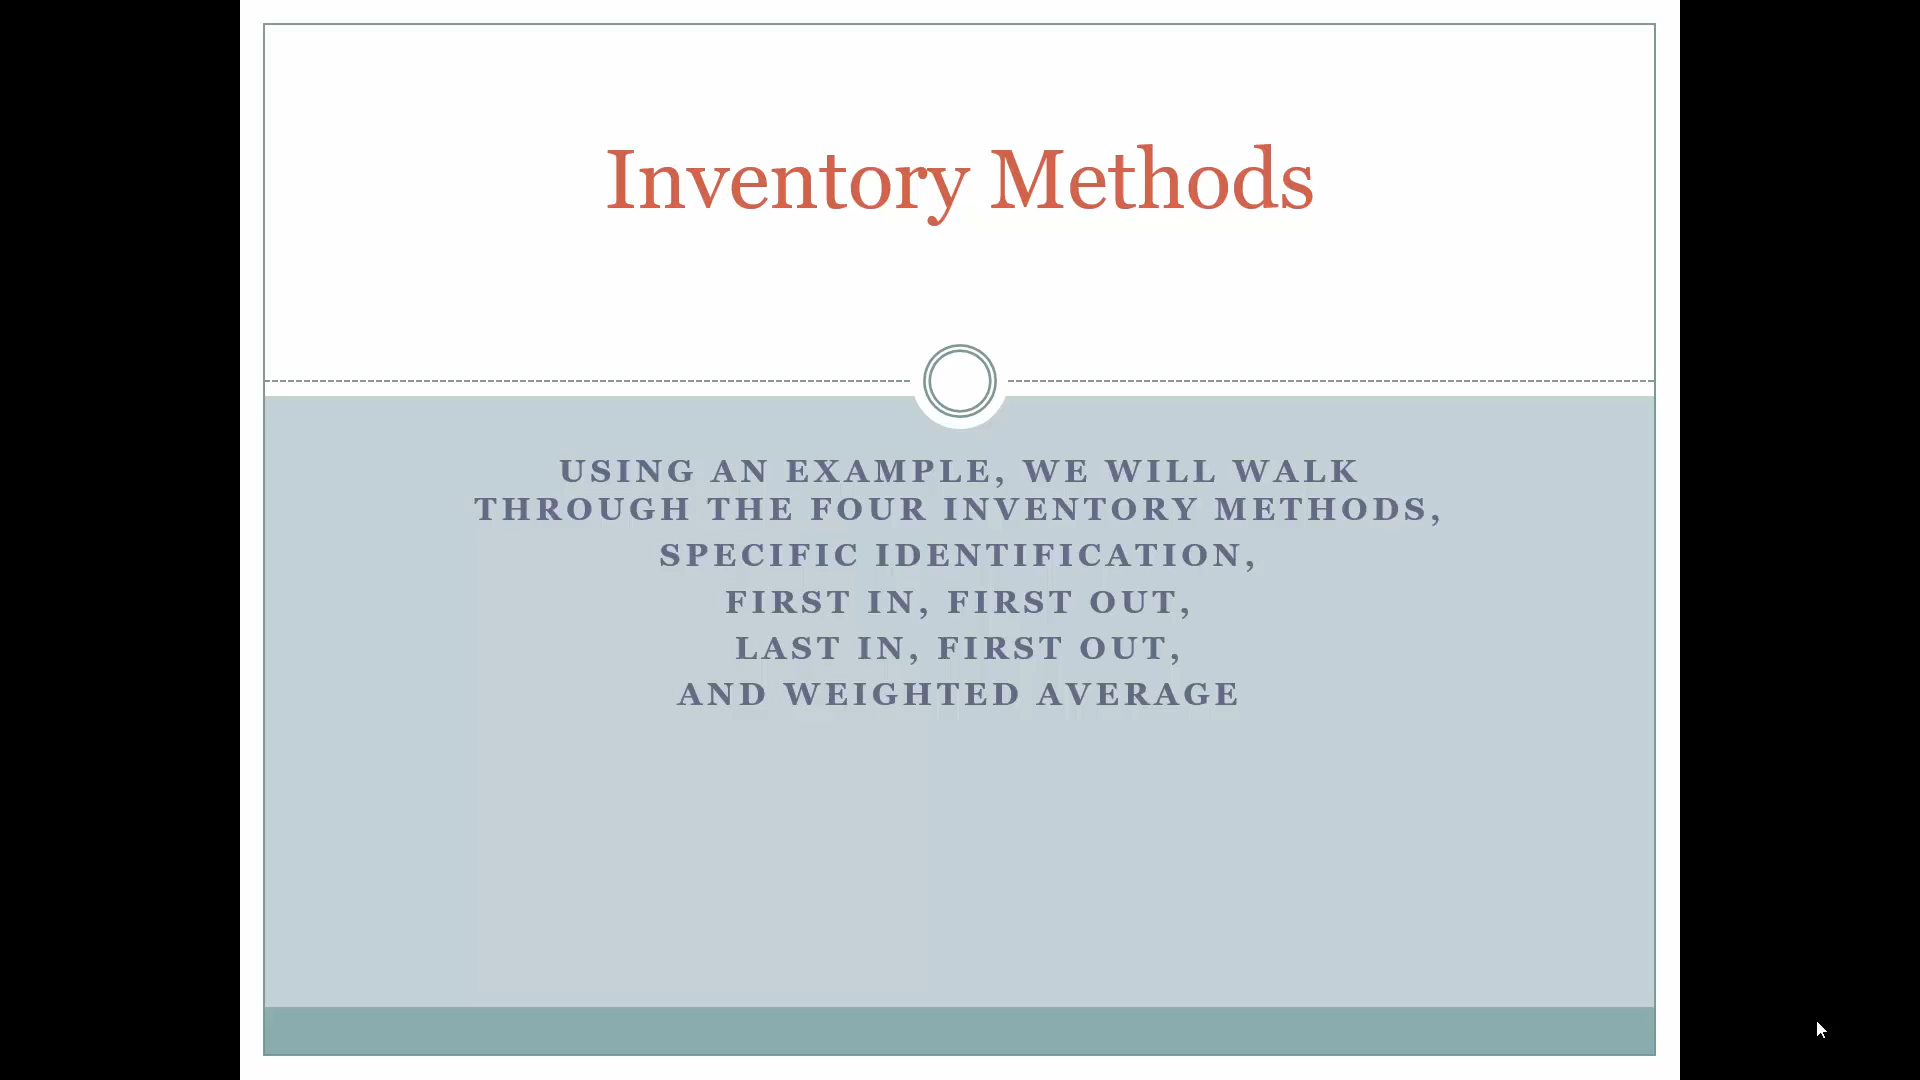 Inventory Methods
USING AN EXAMPLE, WE WILL WALK
THROUGH THE FOUR INVENTORY METHODS,
SPECIFIC IDENTIFICATION,
FIRST IN, FIRST OUT,
LAST IN, FIRST OUT,
AND WEIGHTED AVERAGE